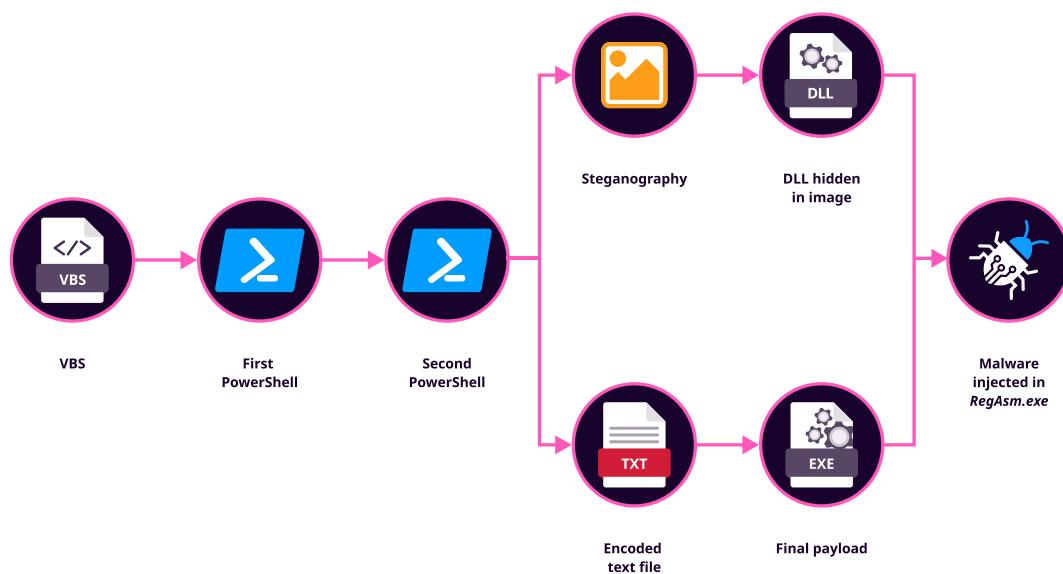 DLL
Steganography
DLL hidden
in image
</>
VBS
VBS
First
PowerShell
Second
PowerShell
Malware
injected in
RegAsm.exe
TXT
EXE
Encoded
text file
Final payload